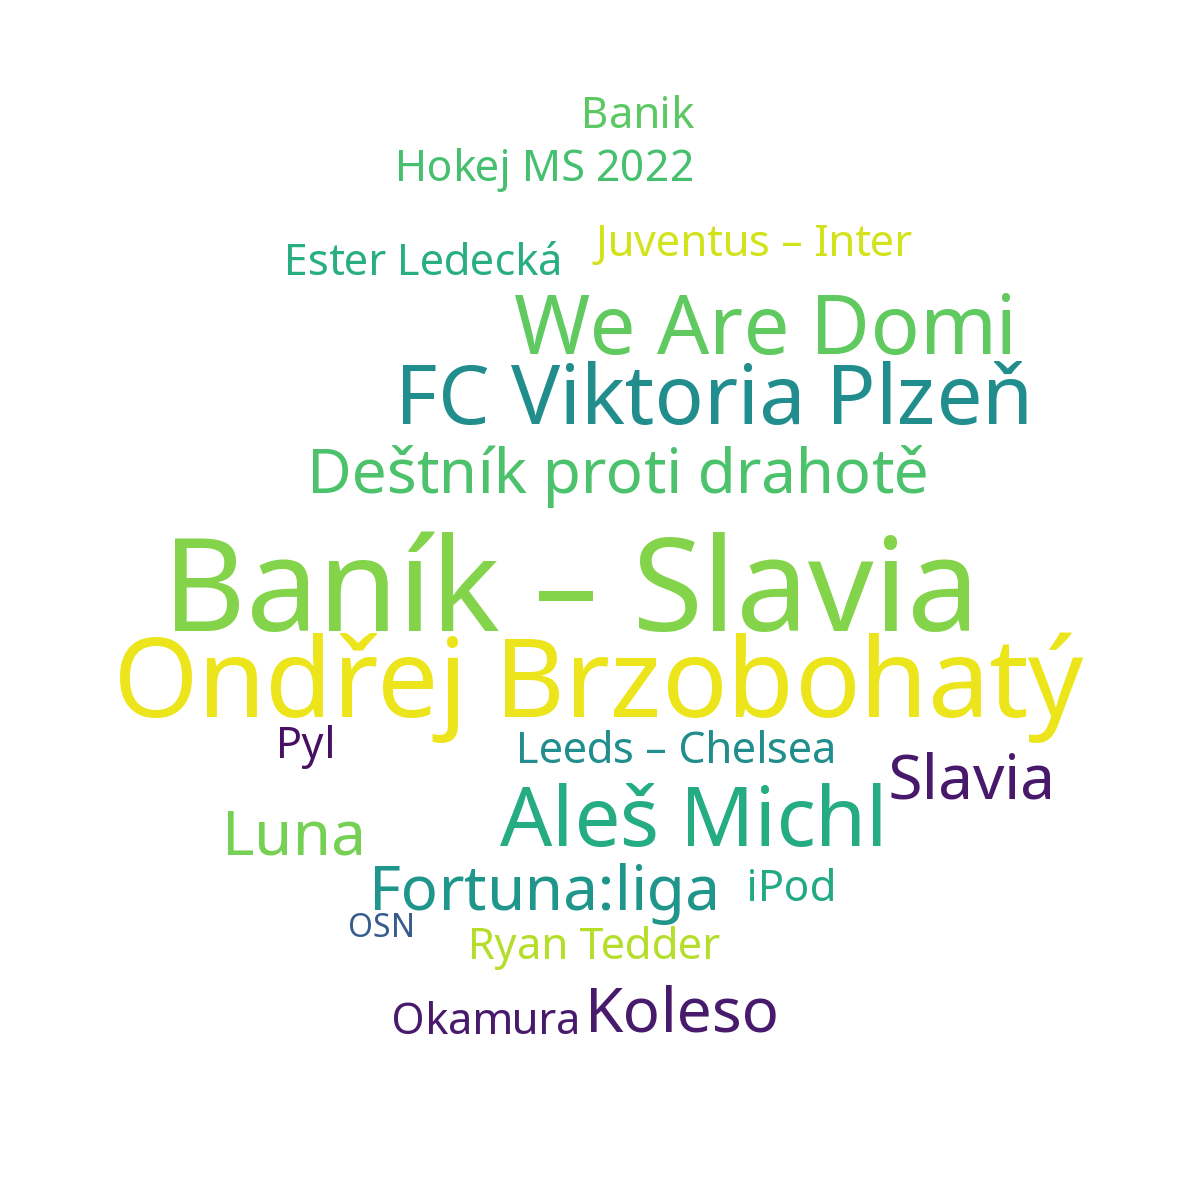 Banik
Hokej MS 2022
Juventus – Inter
Ester Ledecká
We Are Domi
FC Viktoria Plzeň
Deštník proti drahotě
Baník – Slavia
Ondřej Brzobohatý
Pyl
Leeds – Chelsea
Slavia
Aleš Michl
Luna
Fortuna:liga
iPod
OSN
Ryan Tedder
Okamura
Koleso